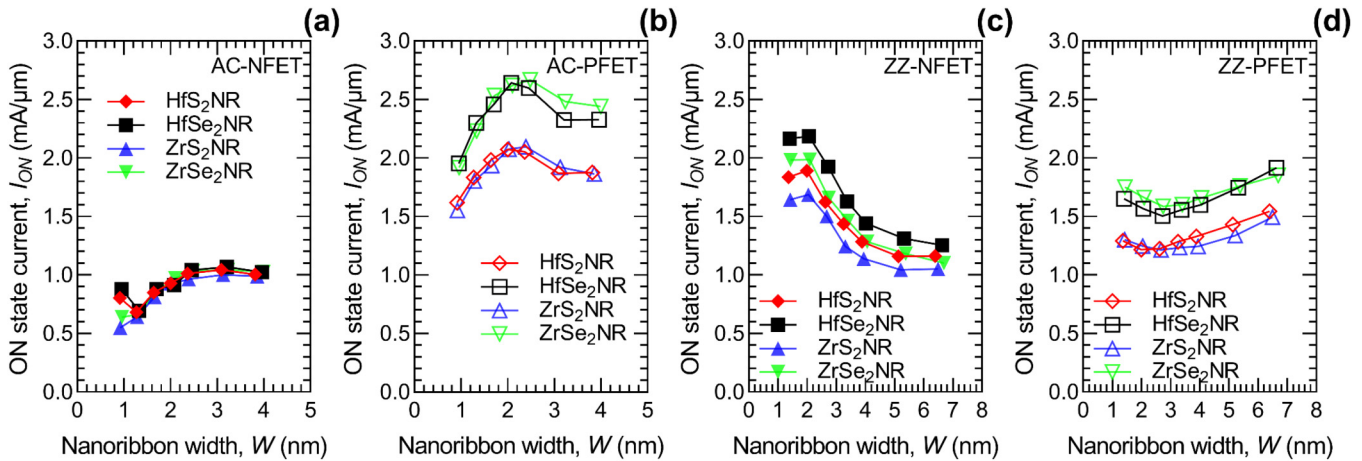 (a)
ON state current, I_ON (mA/μm)
3.0
2.5
2.0
1.5
1.0
0.5
0.0
AC-NFET
HfS₂NR
HfSe₂NR
ZrS₂NR
ZrSe₂NR
0 1 2 3 4 5
Nanoribbon width, W (nm)
(b)
ON state current, I_ON (mA/μm)
3.0
2.5
2.0
1.5
1.0
0.5
0.0
AC-PFET
HfS₂NR
HfSe₂NR
ZrS₂NR
ZrSe₂NR
0 1 2 3 4 5
Nanoribbon width, W (nm)
(c)
ON state current, I_ON (mA/μm)
3.0
2.5
2.0
1.5
1.0
0.5
0.0
ZZ-NFET
HfS₂NR
HfSe₂NR
ZrS₂NR
ZrSe₂NR
0 1 2 3 4 5 6 7 8
Nanoribbon width, W (nm)
(d)
ON state current, I_ON (mA/μm)
3.0
2.5
2.0
1.5
1.0
0.5
0.0
ZZ-PFET
HfS₂NR
HfSe₂NR
ZrS₂NR
ZrSe₂NR
0 1 2 3 4 5 6 7 8
Nanoribbon width, W (nm)